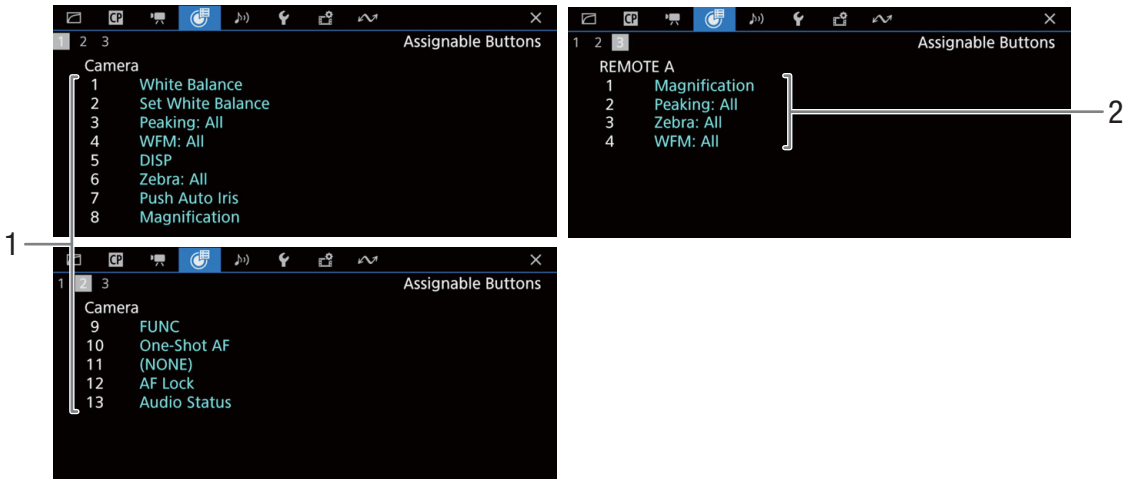 CP
1 2 3 Assignable Buttons
Camera
1 White Balance
2 Set White Balance
3 Peaking: All
4 WFM: All
5 DISP
6 Zebra: All
7 Push Auto Iris
8 Magnification
1
CP
1 2 3 Assignable Buttons
Camera
9 FUNC
10 One-Shot AF
11 (NONE)
12 AF Lock
13 Audio Status
CP
1 2 3 Assignable Buttons
REMOTE A
1 Magnification
2 Peaking: All
3 Zebra: All
4 WFM: All
2